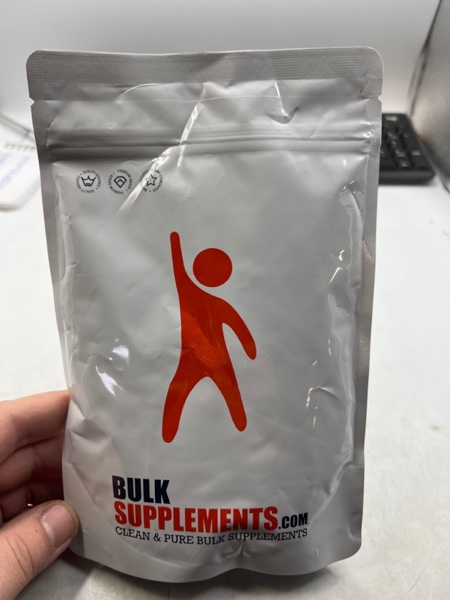 BULK
SUPPLEMENTS.COM
CLEAN & PURE BULK SUPPLEMENTS